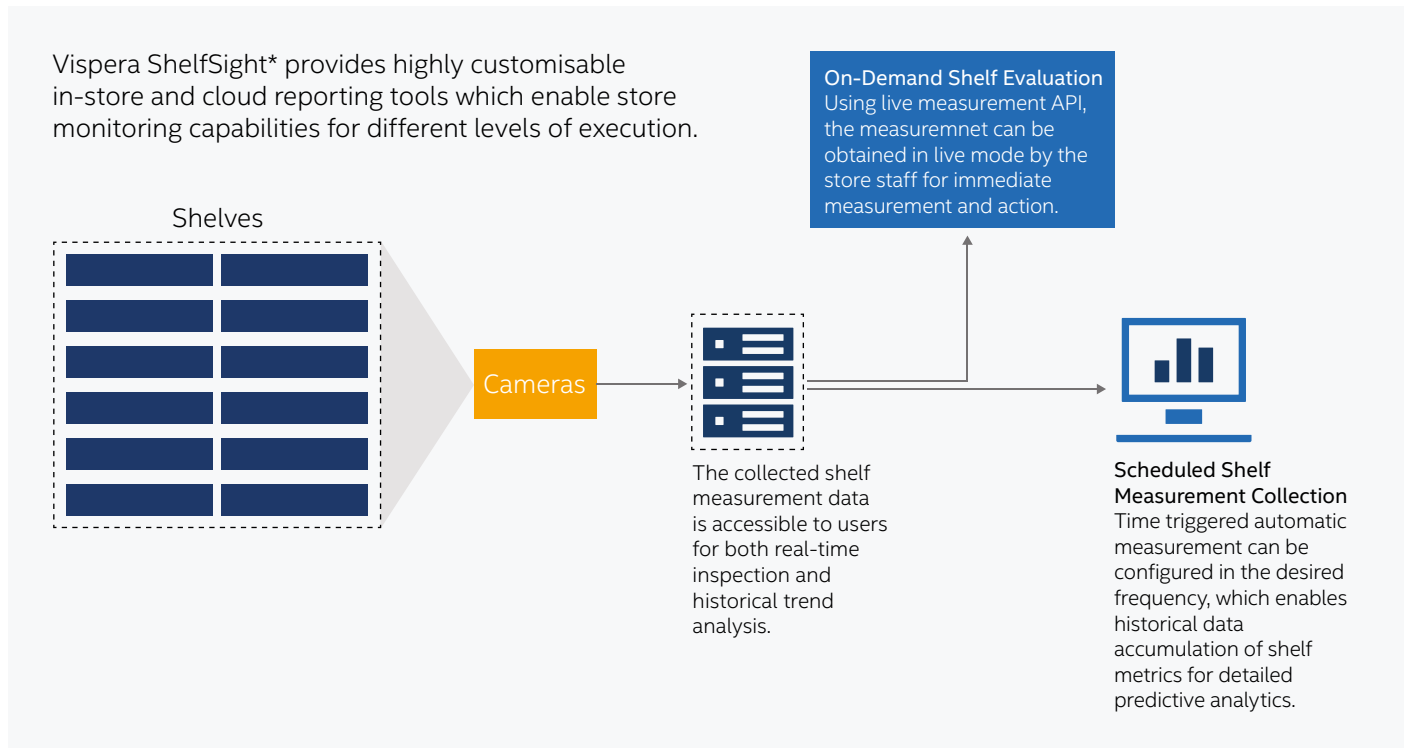 Vispera ShelfSight* provides highly customisable
in-store and cloud reporting tools which enable store
monitoring capabilities for different levels of execution.
On-Demand Shelf Evaluation
Using live measurement API,
the measuremnet can be
obtained in live mode by the
store staff for immediate
measurement and action.
Shelves
Cameras
The collected shelf
measurement data
is accessible to users
for both real-time
inspection and
historical trend
analysis.
Scheduled Shelf
Measurement Collection
Time triggered automatic
measurement can be
configured in the desired
frequency, which enables
historical data
accumulation of shelf
metrics for detailed
predictive analytics.